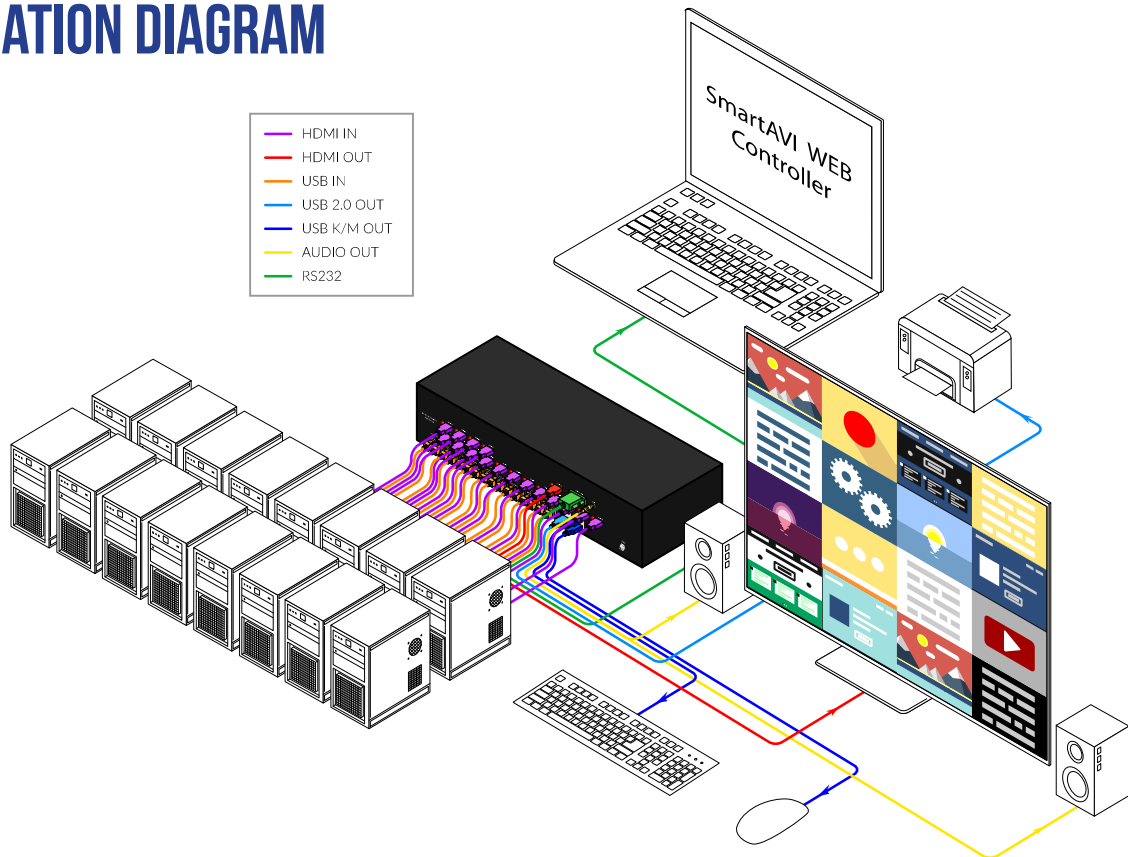 ATION DIAGRAM
HDMI IN
HDMI OUT
USB IN
USB 2.0 OUT
USB K/M OUT
AUDIO OUT
RS232
SmartAVI WEB
Controller